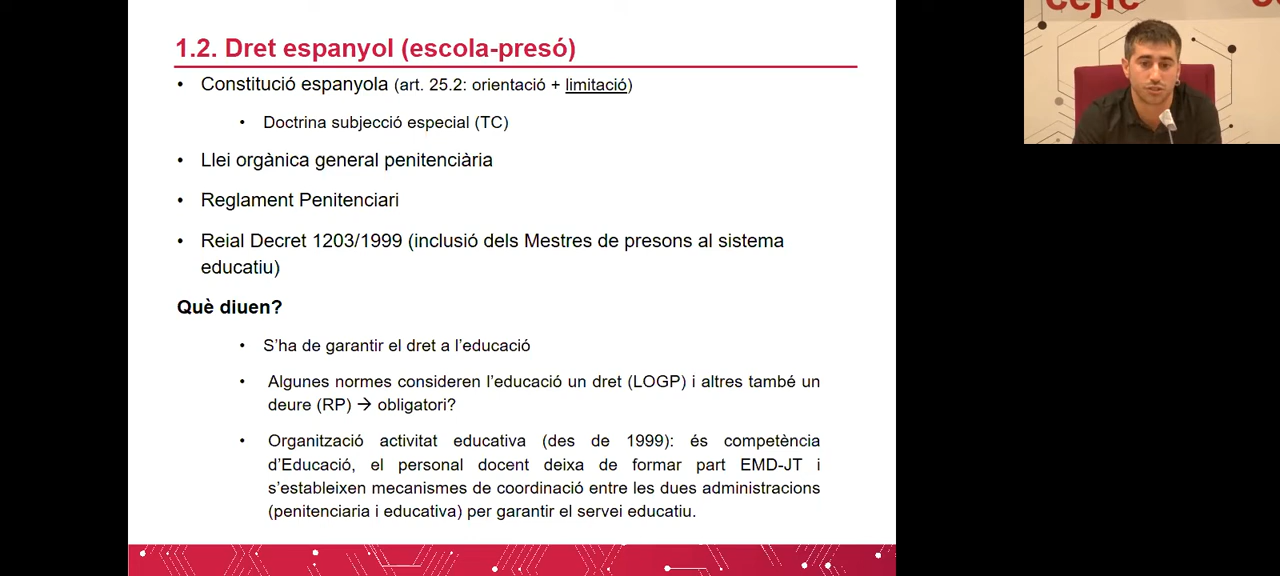 1.2. Dret espanyol (escola-presó)
• Constitució espanyola (art. 25.2: orientació + limitació)
• Doctrina subjecció especial (TC)
• Llei orgànica general penitenciària
• Reglament Penitenciari
• Reial Decret 1203/1999 (inclusió dels Mestres de presons al sistema
educatiu)
Què diuen?
• S’ha de garantir el dret a l’educació
• Algunes normes consideren l’educació un dret (LOGP) i altres també un
deure (RP) → obligatori?
• Organització activitat educativa (des de 1999): és competència
d’Educació, el personal docent deixa de formar part EMD-JT i
s’estableixen mecanismes de coordinació entre les dues administracions
(penitenciaria i educativa) per garantir el servei educatiu.
cejfe